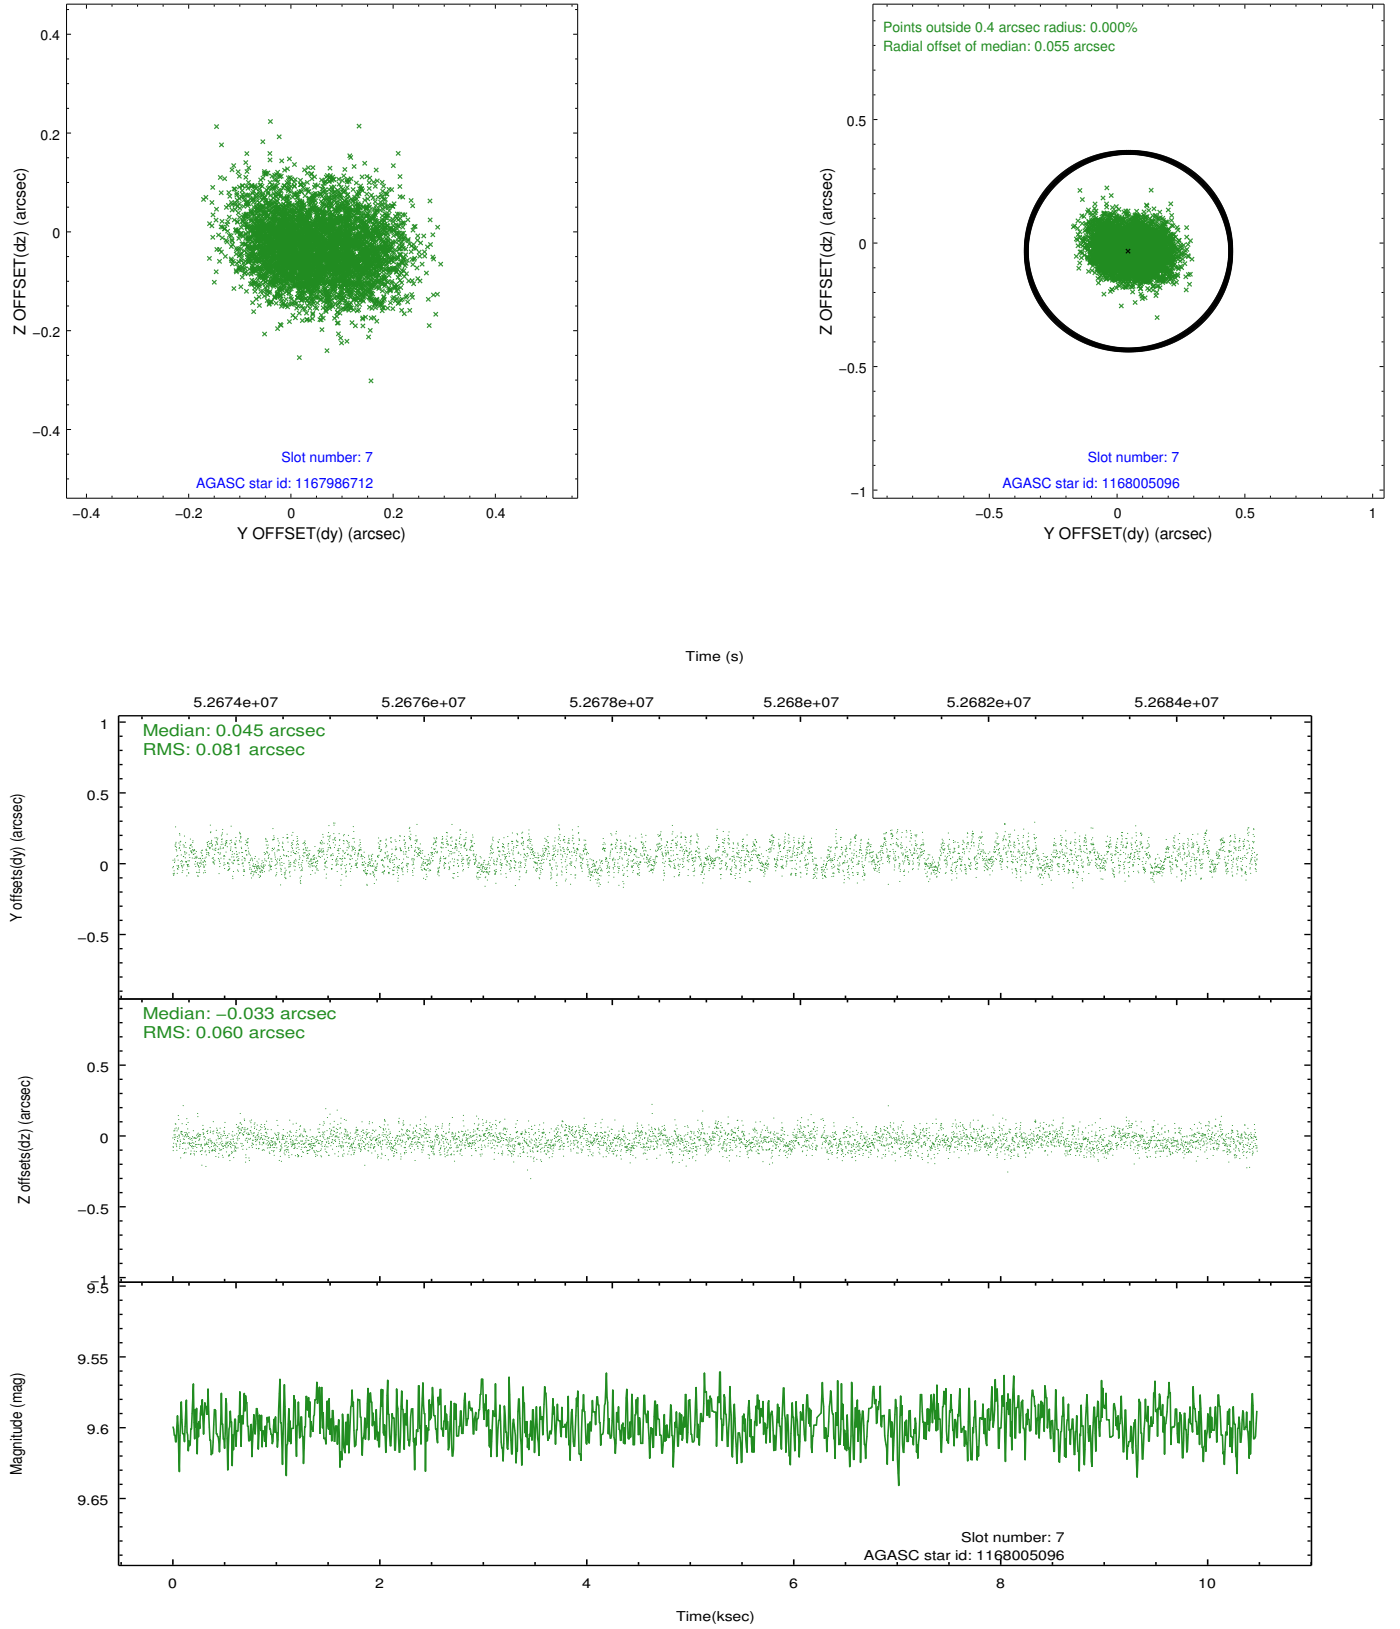 0.4
0.2
0
−0.2
−0.4
Z OFFSET(dz) (arcsec)
Slot number: 7
AGASC star id: 1167986712
−0.4
−0.2
0
0.2
0.4
Y OFFSET(dy) (arcsec)
Points outside 0.4 arcsec radius: 0.000%
Radial offset of median: 0.055 arcsec
0.5
0
−0.5
−1
Z OFFSET(dz) (arcsec)
Slot number: 7
AGASC star id: 1168005096
−0.5
0
0.5
1
Y OFFSET(dy) (arcsec)
Time (s)
5.2674e+07
5.2676e+07
5.2678e+07
5.268e+07
5.2682e+07
5.2684e+07
Median: 0.045 arcsec
RMS: 0.081 arcsec
1
0.5
0
−0.5
Y offsets(dy) (arcsec)
Median: −0.033 arcsec
RMS: 0.060 arcsec
0.5
0
−0.5
−1
Z offsets(dz) (arcsec)
9.5
9.55
9.6
9.65
Magnitude (mag)
Slot number: 7
AGASC star id: 1168005096
0
2
4
6
8
10
Time(ksec)